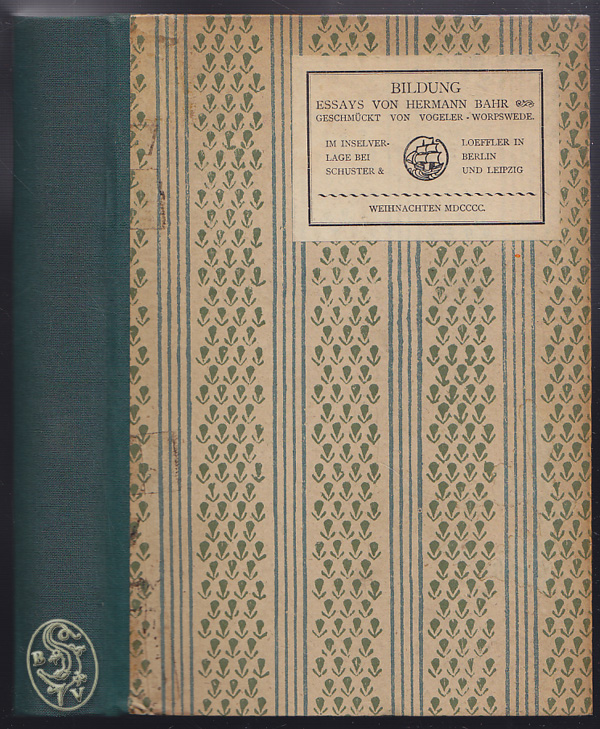 BILDUNG
ESSAYS VON HERMANN BAHR
GESCHMÜCKT VON VOGELER - WORPSWEDE.
IM INSELVER-
LAGE BEI
SCHUSTER &
LOEFFLER IN
BERLIN
UND LEIPZIG
WEIHNACHTEN MDCCCC.